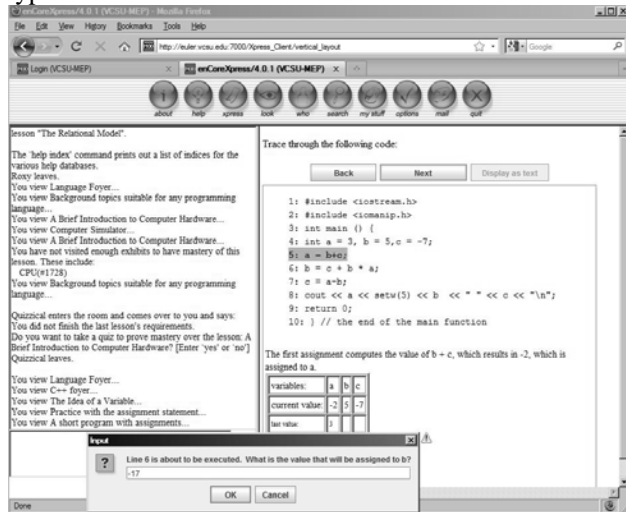 enCoreXpress/4.0.1 (VCSU-MEP) - Mozilla Firefox
File Edit View History Bookmarks Tools Help
http://euler.vcsu.edu:7000/Xpress_Client/vertical_layout
Google
Login (VCSU-MEP)
enCoreXpress/4.0.1 (VCSU-MEP)
about help xpress look who search my stuff options mail quit
lesson "The Relational Model".
The 'help index' command prints out a list of indices for the
various help databases.
Roxy leaves.
You view Language Foyer...
You view Background topics suitable for any programming
language...
You view A Brief Introduction to Computer Hardware...
You view Computer Simulator...
You view A Brief Introduction to Computer Hardware...
You have not visited enough exhibits to have mastery of this
lesson. These include:
CPU(#1728)
You view Background topics suitable for any programming
language...
Quizzical enters the room and comes over to you and says:
You did not finish the last lesson's requirements.
Do you want to take a quiz to prove mastery over the lesson: A
Brief Introduction to Computer Hardware? [Enter 'yes' or 'no']
Quizzical leaves.
You view Language Foyer...
You view C++ foyer...
You view The Idea of a Variable...
You view Practice with the assignment statement...
You view A short program with assignments...
Trace through the following code:
Back Next Display as text
1: #include <iostream.h>
2: #include <iomanip.h>
3: int main () {
4: int a = 3, b = 5,c = -7;
5: a = b+c;
6: b = c + b * a;
7: c = a-b;
8: cout << a << setw(5) << b << " " << c << "\n";
9: return 0;
10: } // the end of the main function
The first assignment computes the value of b + c, which results in -2, which is
assigned to a.
variables: a b c
current value: -2 5 -7
last value: 3
Input
Line 6 is about to be executed. What is the value that will be assigned to b?
-17
OK Cancel
Done